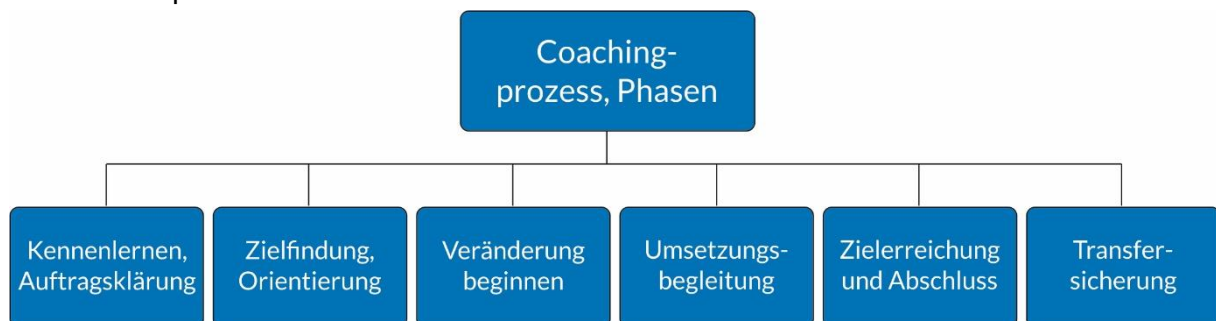 Coaching-
prozess, Phasen
Kennenlernen,
Auftragsklärung
Zielfindung,
Orientierung
Veränderung
beginnen
Umsetzungs-
begleitung
Zielerreichung
und Abschluss
Transfer-
sicherung